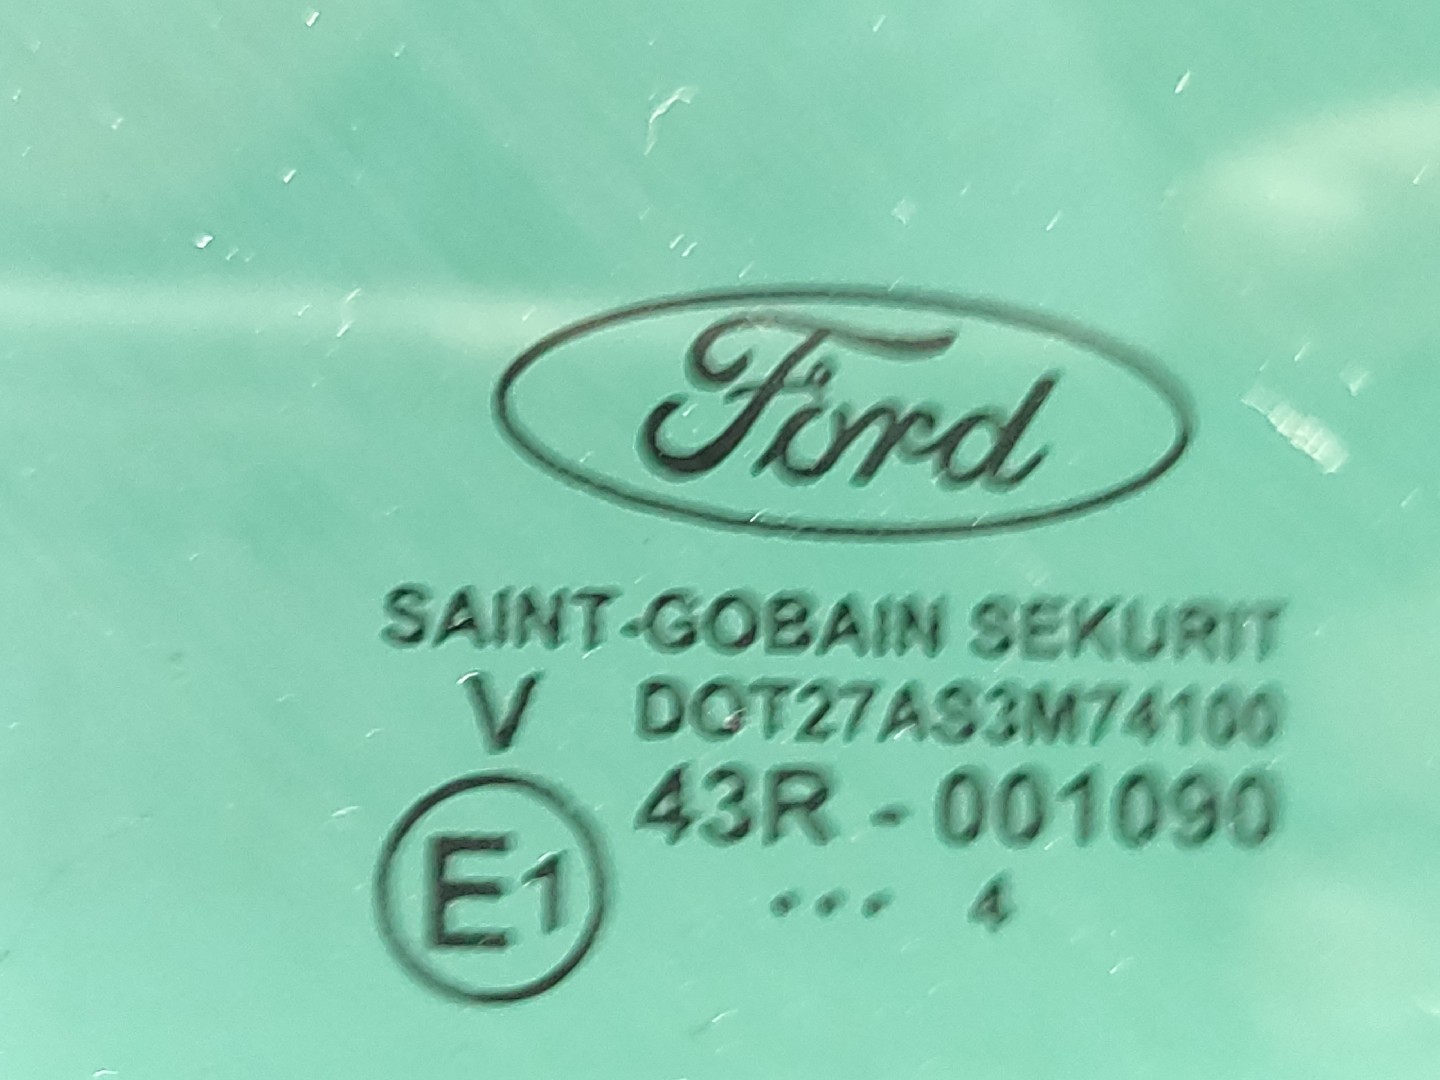 Ford
SAINT-GOBAIN SEKURIT
V DOT27AS3M74100
43R - 001090
E1
... 4